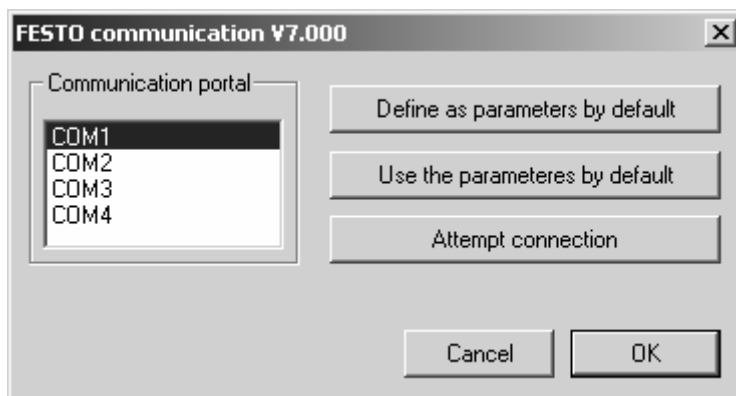 FESTO communication V7.000
Communication portal
COM1
COM2
COM3
COM4
Define as parameters by default
Use the parameteres by default
Attempt connection
Cancel
OK